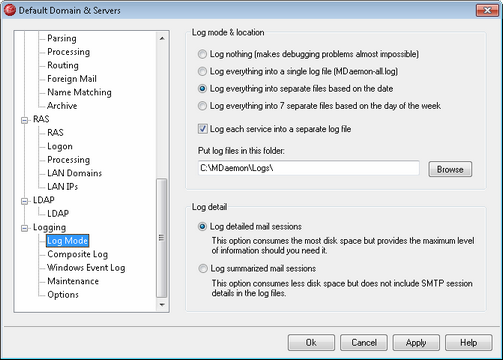 Default Domain & Servers
Parsing
Processing
Routing
Foreign Mail
Name Matching
Archive
RAS
RAS
Logon
Processing
LAN Domains
LAN IPs
LDAP
LDAP
Logging
Log Mode
Composite Log
Windows Event Log
Maintenance
Options
Log mode & location
Log nothing (makes debugging problems almost impossible)
Log everything into a single log file (MDaemon-all.log)
Log everything into separate files based on the date
Log everything into 7 separate files based on the day of the week
Log each service into a separate log file
Put log files in this folder:
C:\MDaemon\Logs\
Browse
Log detail
Log detailed mail sessions
This option consumes the most disk space but provides the maximum level
of information should you need it.
Log summarized mail sessions
This option consumes less disk space but does not include SMTP session
details in the log files.
Ok
Cancel
Apply
Help